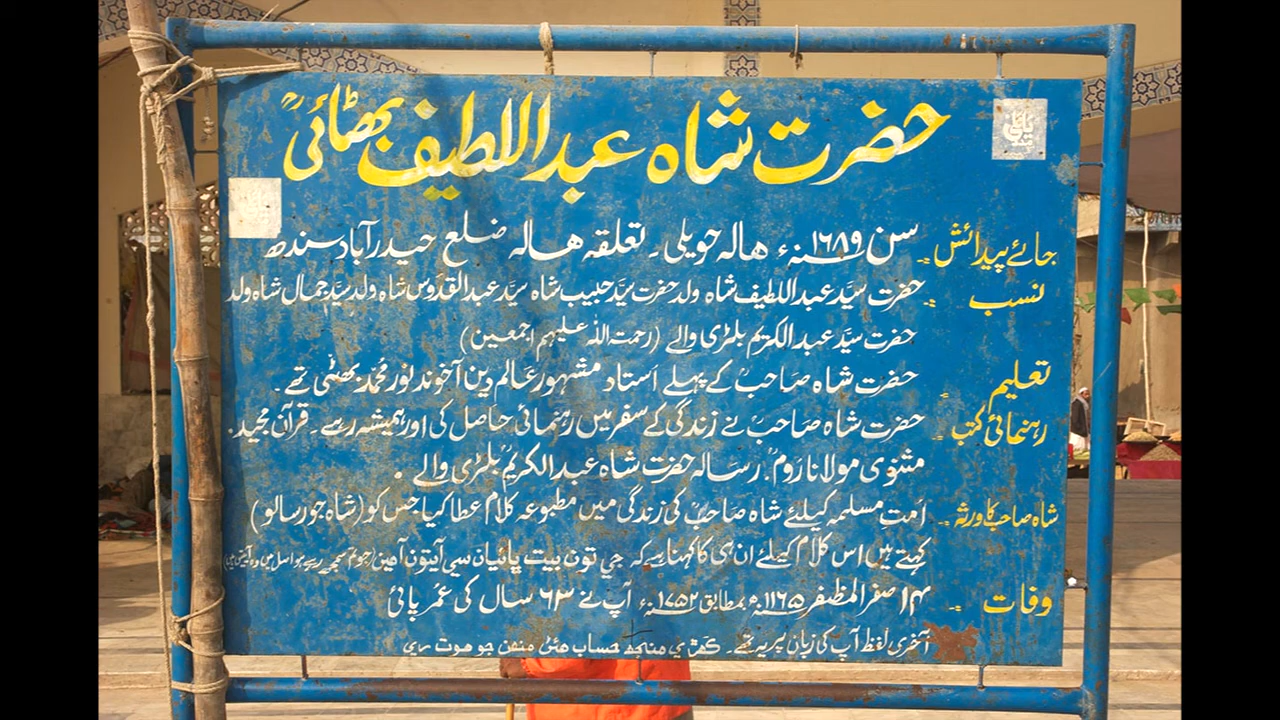 حضرت شاہ عبداللطیف بھٹائیؒ
جائے پیدائش ۔ سن ۱۶۸۹ء ھالہ حویلی ۔ تعلقہ ھالہ ضلع حیدرآباد سندھ
نسب ۔ حضرت سیَّد عبداللطیف شاہ ولد حضرت سیَّد حبیب شاہ سیَّد عبدالقدوس شاہ ولد سیَّد جمال شاہ ولد
حضرت سیَّد عبدالکریم بلڑی والے (رحمت اللہ علیہم اجمعین)
تعلیم ۔ حضرت شاہ صاحبؒ کے پہلے استاد مشہور عالم دین آخوند نور محمد بھٹی تھے ۔
رہنمائی کتب ۔ حضرت شاہ صاحبؒ نے زندگی کے سفر میں رہنمائی حاصل کی اور ہمیشہ رہے ۔ قرآن مجید ۔
مثنوی مولانا رومؒ ۔ رسالہ حضرت شاہ عبدالکریمؒ بلڑی والے ۔
شاہ صاحب کا ورثہ ۔ امت مسلمہ کیلئے شاہ صاحبؒ کی زندگی میں مطبوعہ کلام عطا کیا جس کو (شاہ جو رسالو)
کہتے ہیں اس کلام کیلئے ان ہی کا کہنا ہے کہ جي تون بيت ڀائيان سي آيتون آهين
وفات ۔ ۱۴ صفر المظفر ۱۱۶۵ھ بمطابق ۱۷۵۲ء آپ نے ۶۳ سال کی عمر پائی
آخری لفظ آپ کی زبان پر یہ تھے ۔